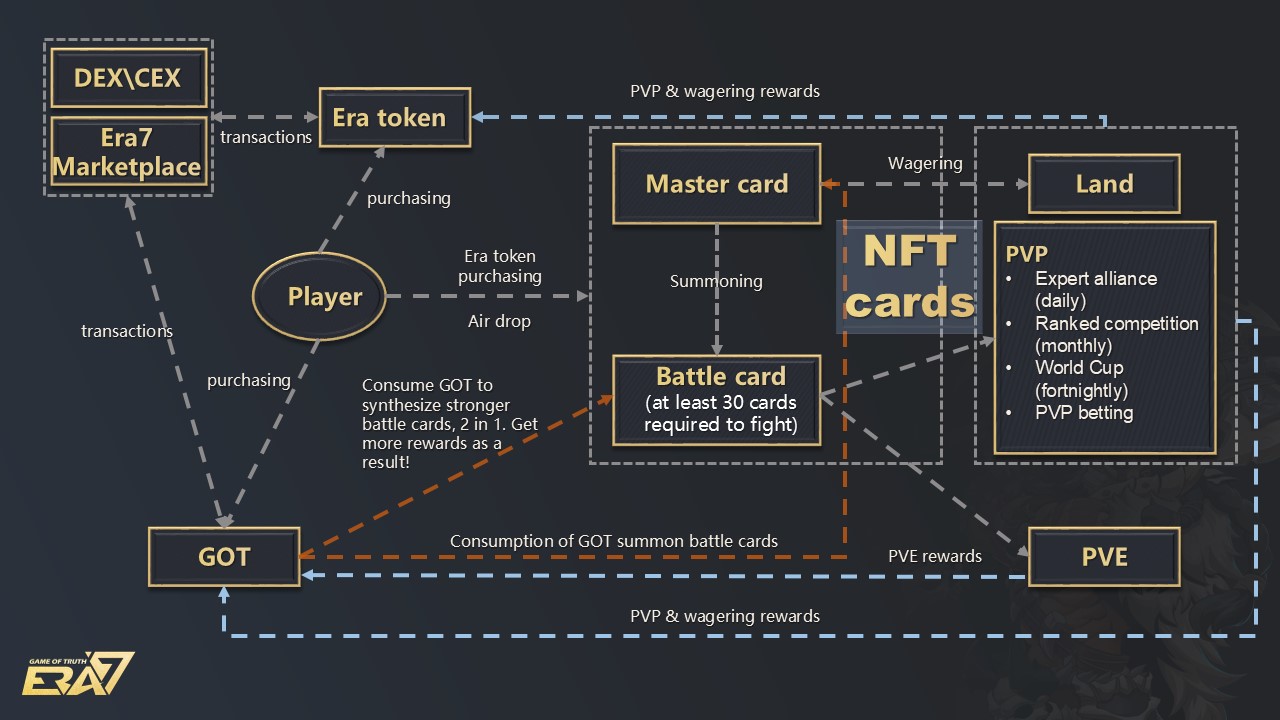 DEX\CEX
Era7
Marketplace
transactions
Era token
PVP & wagering rewards
purchasing
Master card
Wagering
Land
NFT
cards
Player
Era token
purchasing
Air drop
Summoning
PVP
• Expert alliance
(daily)
• Ranked competition
(monthly)
• World Cup
(fortnightly)
• PVP betting
transactions
purchasing
Consume GOT to
synthesize stronger
battle cards, 2 in 1. Get
more rewards as a
result!
Battle card
(at least 30 cards
required to fight)
GOT
Consumption of GOT summon battle cards
PVE rewards
PVE
PVP & wagering rewards
GAME OF TRUTH
ERA7